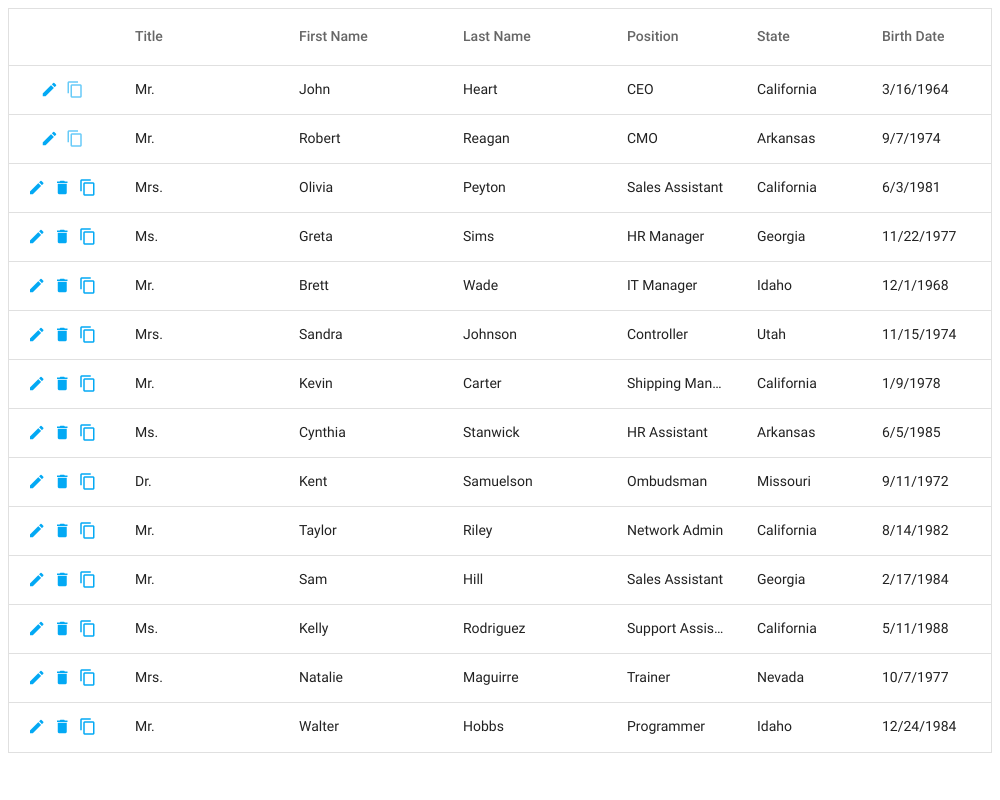 Title First Name Last Name Position State Birth Date
Mr. John Heart CEO California 3/16/1964
Mr. Robert Reagan CMO Arkansas 9/7/1974
Mrs. Olivia Peyton Sales Assistant California 6/3/1981
Ms. Greta Sims HR Manager Georgia 11/22/1977
Mr. Brett Wade IT Manager Idaho 12/1/1968
Mrs. Sandra Johnson Controller Utah 11/15/1974
Mr. Kevin Carter Shipping Man... California 1/9/1978
Ms. Cynthia Stanwick HR Assistant Arkansas 6/5/1985
Dr. Kent Samuelson Ombudsman Missouri 9/11/1972
Mr. Taylor Riley Network Admin California 8/14/1982
Mr. Sam Hill Sales Assistant Georgia 2/17/1984
Ms. Kelly Rodriguez Support Assis... California 5/11/1988
Mrs. Natalie Maguirre Trainer Nevada 10/7/1977
Mr. Walter Hobbs Programmer Idaho 12/24/1984